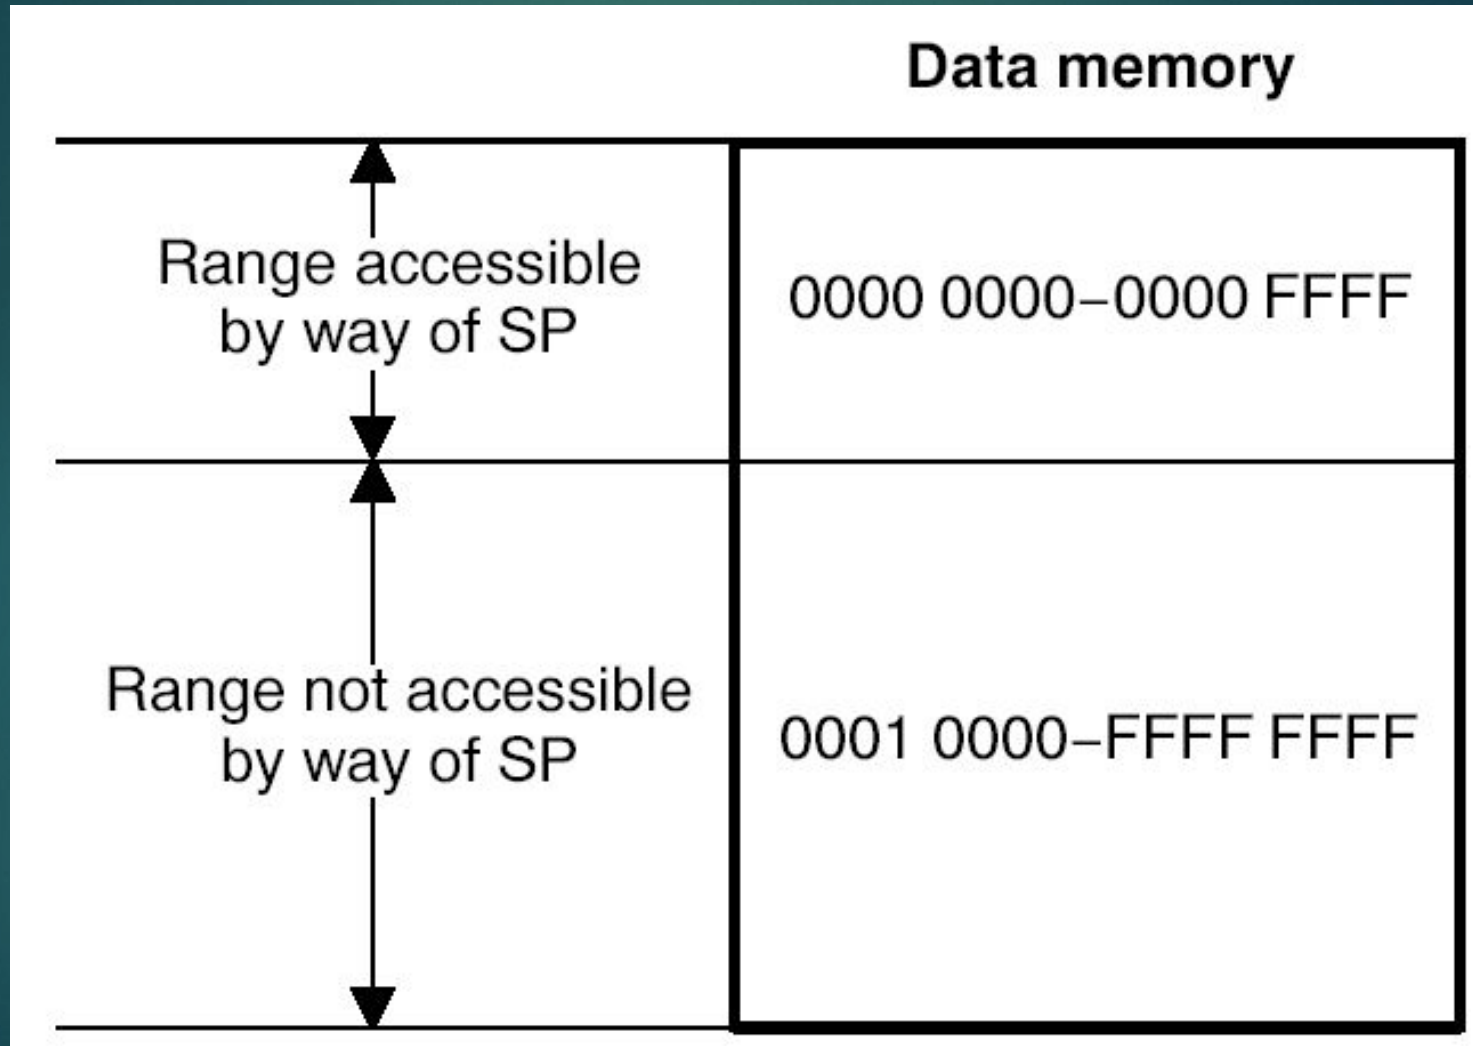 Data memory
Range accessible
by way of SP
0000 0000–0000 FFFF
Range not accessible
by way of SP
0001 0000–FFFF FFFF